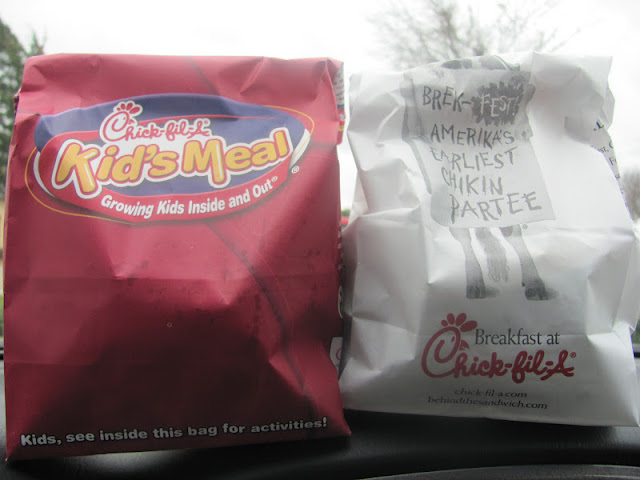 Chick-fil-A®
Kid's Meal
Growing Kids Inside and Out®
Kids, see inside this bag for activities!
BREK-FEST!
AMERIKA'S
EARLIEST
CHIKIN
PARTEE
Breakfast at
Chick-fil-A®
chick-fil-a.com
behindthesandwich.com